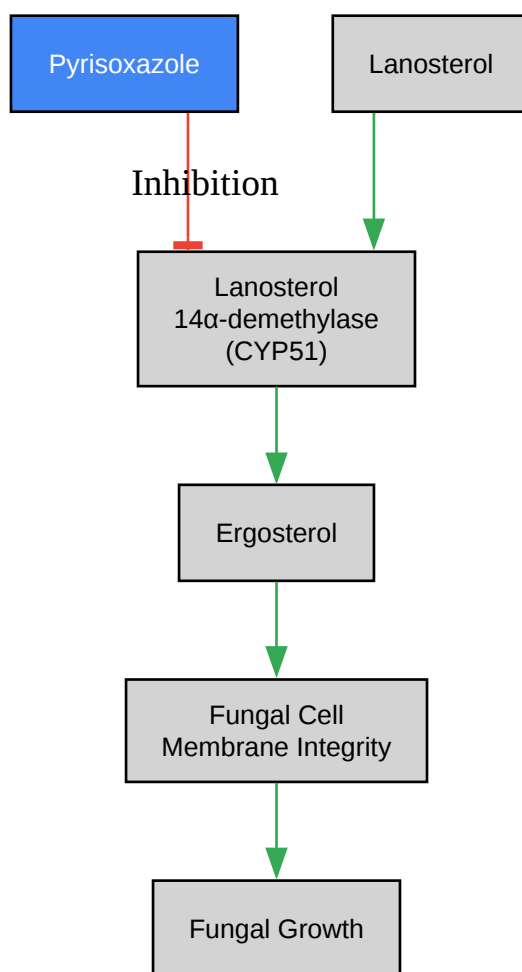 Pyrisoxazole
Lanosterol
Inhibition
Lanosterol
14α-demethylase
(CYP51)
Ergosterol
Fungal Cell
Membrane Integrity
Fungal Growth